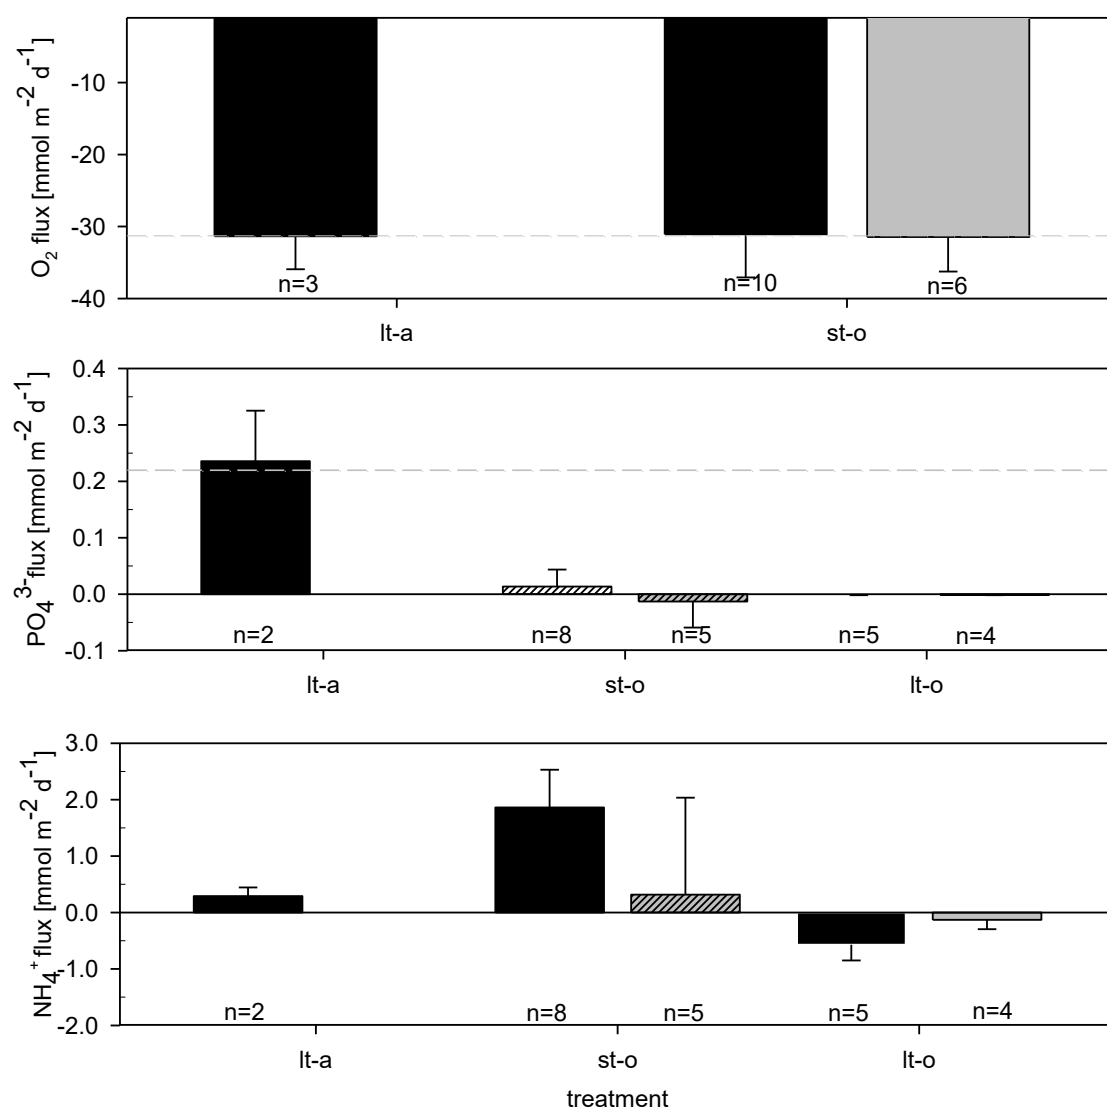 O2 flux [mmol m-2 d-1]
-10
-20
-30
-40
n=3
n=10
n=6
lt-a
st-o
PO4 3- flux [mmol m-2 d-1]
0.4
0.3
0.2
0.1
0.0
-0.1
n=2
n=8
n=5
n=5
n=4
lt-a
st-o
lt-o
NH4+ flux [mmol m-2 d-1]
3.0
2.0
1.0
0.0
-1.0
-2.0
n=2
n=8
n=5
n=5
n=4
lt-a
st-o
lt-o
treatment